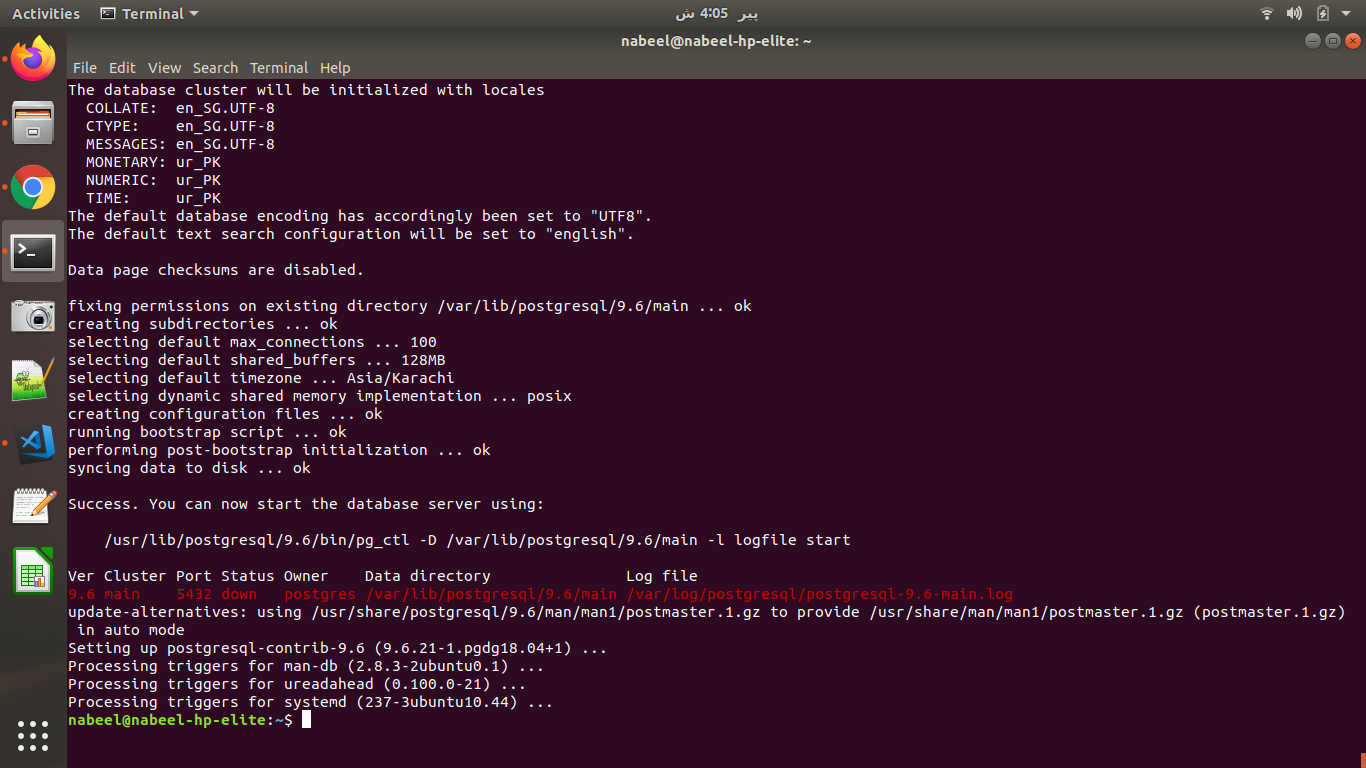 Activities Terminal پیر 4:05 ش
nabeel@nabeel-hp-elite: ~
File Edit View Search Terminal Help
The database cluster will be initialized with locales
  COLLATE:  en_SG.UTF-8
  CTYPE:    en_SG.UTF-8
  MESSAGES: en_SG.UTF-8
  MONETARY: ur_PK
  NUMERIC:  ur_PK
  TIME:     ur_PK
The default database encoding has accordingly been set to "UTF8".
The default text search configuration will be set to "english".
Data page checksums are disabled.
fixing permissions on existing directory /var/lib/postgresql/9.6/main ... ok
creating subdirectories ... ok
selecting default max_connections ... 100
selecting default shared_buffers ... 128MB
selecting default timezone ... Asia/Karachi
selecting dynamic shared memory implementation ... posix
creating configuration files ... ok
running bootstrap script ... ok
performing post-bootstrap initialization ... ok
syncing data to disk ... ok
Success. You can now start the database server using:
    /usr/lib/postgresql/9.6/bin/pg_ctl -D /var/lib/postgresql/9.6/main -l logfile start
Ver Cluster Port Status Owner    Data directory               Log file
9.6 main    5432 down   postgres /var/lib/postgresql/9.6/main /var/log/postgresql/postgresql-9.6-main.log
update-alternatives: using /usr/share/postgresql/9.6/man/man1/postmaster.1.gz to provide /usr/share/man/man1/postmaster.1.gz (postmaster.1.gz)
 in auto mode
Setting up postgresql-contrib-9.6 (9.6.21-1.pgdg18.04+1) ...
Processing triggers for man-db (2.8.3-2ubuntu0.1) ...
Processing triggers for ureadahead (0.100.0-21) ...
Processing triggers for systemd (237-3ubuntu10.44) ...
nabeel@nabeel-hp-elite:~$